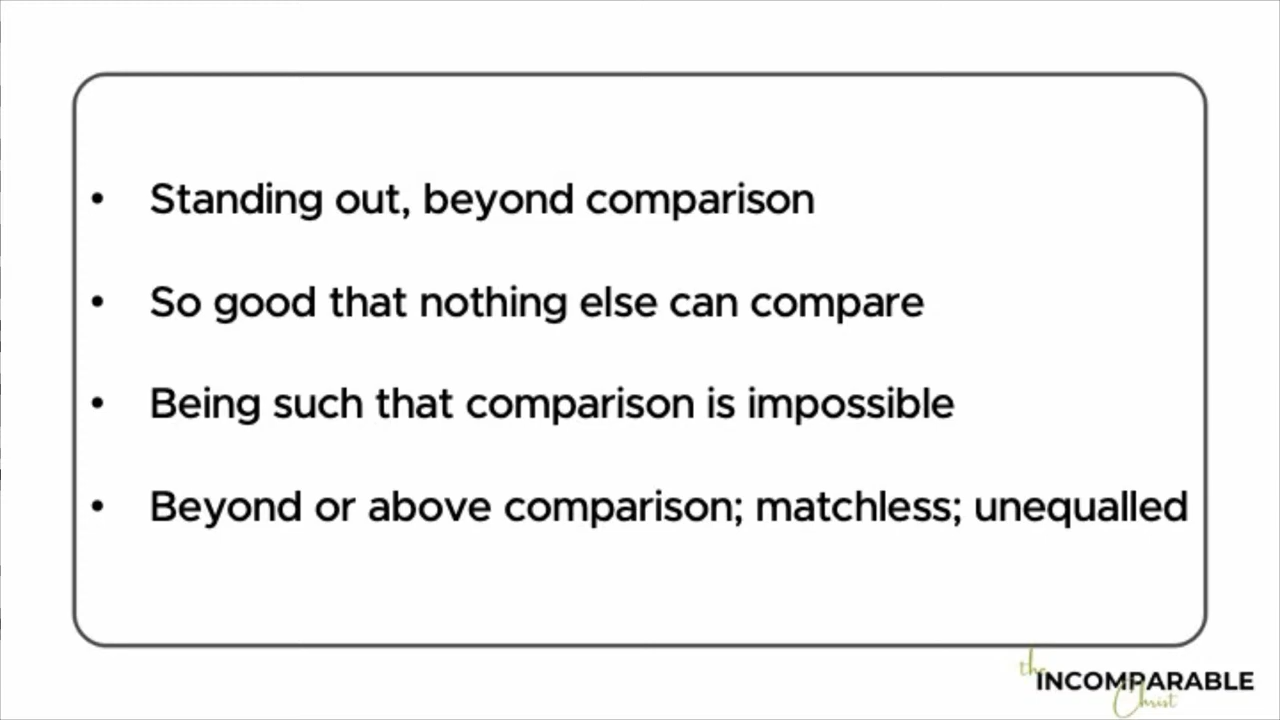 • Standing out, beyond comparison
• So good that nothing else can compare
• Being such that comparison is impossible
• Beyond or above comparison; matchless; unequalled
the
INCOMPARABLE
Christ